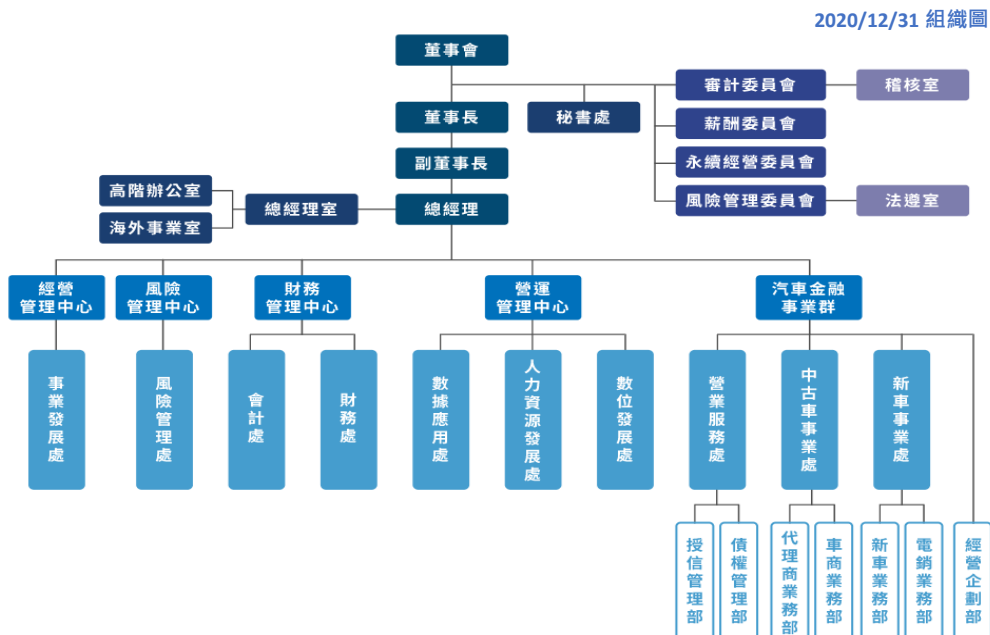 2020/12/31 組織圖
董事會
審計委員會
稽核室
董事長
秘書處
薪酬委員會
副董事長
永續經營委員會
高階辦公室
海外事業室
總經理室
總經理
風險管理委員會
法遵室
經營
管理中心
風險
管理中心
財務
管理中心
營運
管理中心
汽車金融
事業群
事業發展處
風險管理處
會計處
財務處
數據應用處
人力資源發展處
數位發展處
營業服務處
中古車事業處
新車事業處
授信管理部
債權管理部
代理商業務部
車商業務部
新車業務部
電銷業務部
經營企劃部